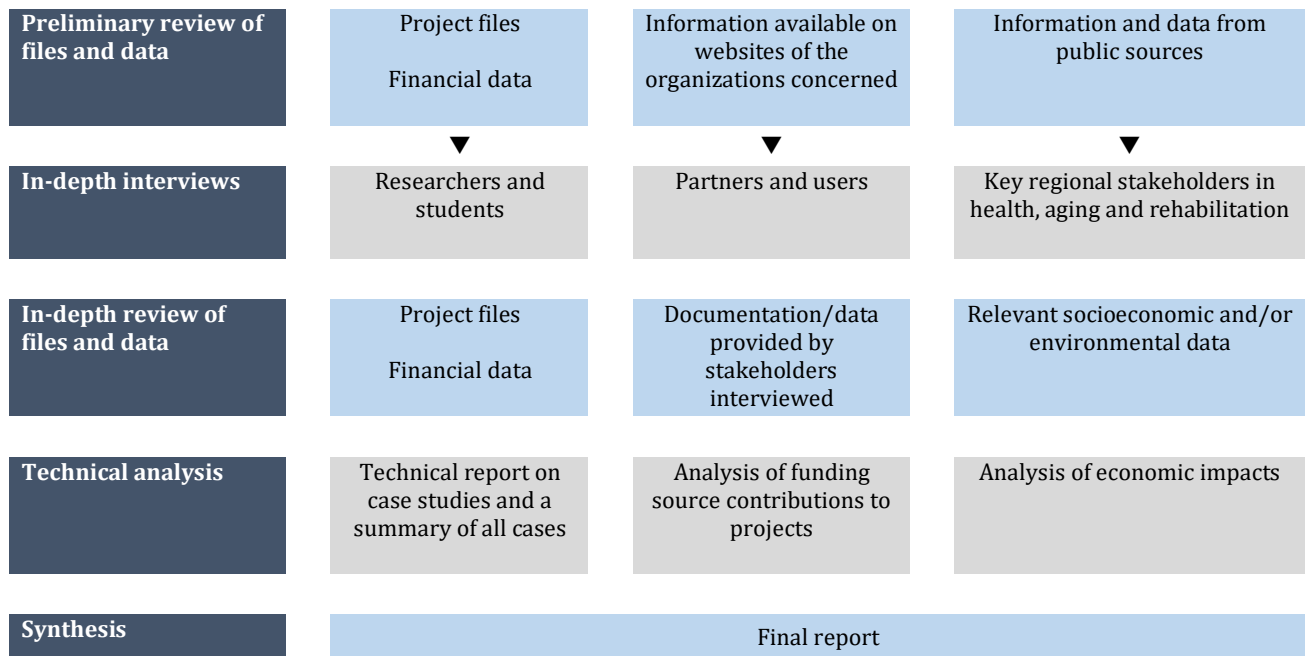 Preliminary review of
files and data
Project files
Financial data
Information available on
websites of the
organizations concerned
Information and data from
public sources
In-depth interviews
Researchers and
students
Partners and users
Key regional stakeholders in
health, aging and rehabilitation
In-depth review of
files and data
Project files
Financial data
Documentation/data
provided by
stakeholders
interviewed
Relevant socioeconomic and/or
environmental data
Technical analysis
Technical report on
case studies and a
summary of all cases
Analysis of funding
source contributions to
projects
Analysis of economic impacts
Synthesis
Final report